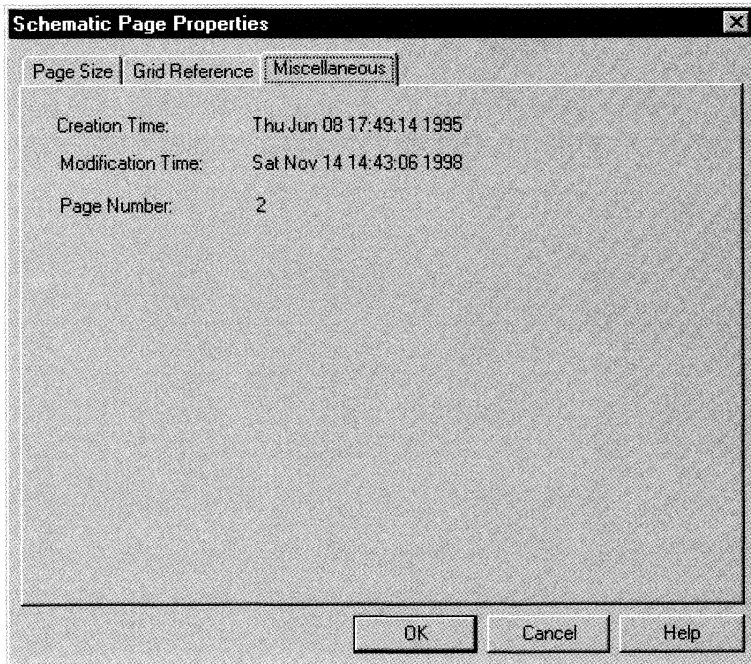 Schematic Page Properties
Page Size Grid Reference Miscellaneous
Creation Time: Thu Jun 08 17:49:14 1995
Modification Time: Sat Nov 14 14:43:06 1998
Page Number: 2
OK Cancel Help